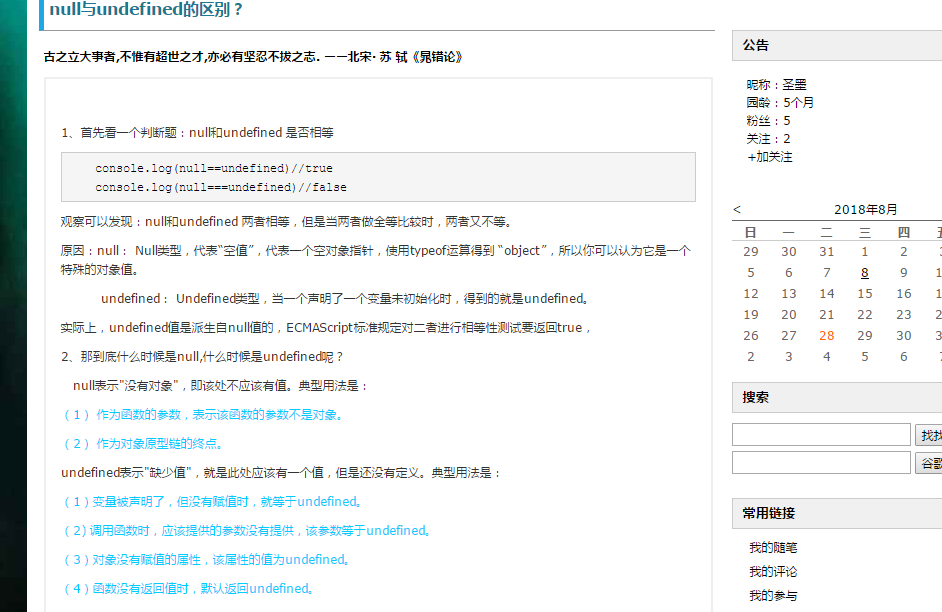 null与undefined的区别？
古之立大事者,不惟有超世之才,亦必有坚忍不拔之志. ——北宋· 苏 轼《晁错论》
1、首先看一个判断题：null和undefined 是否相等
console.log(null==undefined)//true
console.log(null===undefined)//false
观察可以发现：null和undefined 两者相等，但是当两者做全等比较时，两者又不等。
原因：null： Null类型，代表“空值”，代表一个空对象指针，使用typeof运算得到 “object”，所以你可以认为它是一个
特殊的对象值。
undefined： Undefined类型，当一个声明了一个变量未初始化时，得到的就是undefined。
实际上，undefined值是派生自null值的，ECMAScript标准规定对二者进行相等性测试要返回true，
2、那到底什么时候是null,什么时候是undefined呢？
null表示"没有对象"，即该处不应该有值。典型用法是：
（1） 作为函数的参数，表示该函数的参数不是对象。
（2） 作为对象原型链的终点。
undefined表示"缺少值"，就是此处应该有一个值，但是还没有定义。典型用法是：
（1）变量被声明了，但没有赋值时，就等于undefined。
（2) 调用函数时，应该提供的参数没有提供，该参数等于undefined。
（3）对象没有赋值的属性，该属性的值为undefined。
（4）函数没有返回值时，默认返回undefined。
公告
昵称：圣墨
园龄：5个月
粉丝：5
关注：2
+加关注
< 2018年8月
日 一 二 三 四
29 30 31 1 2
5 6 7 8 9
12 13 14 15 16
19 20 21 22 23
26 27 28 29 30
2 3 4 5 6
搜索
找找
谷歌
常用链接
我的随笔
我的评论
我的参与